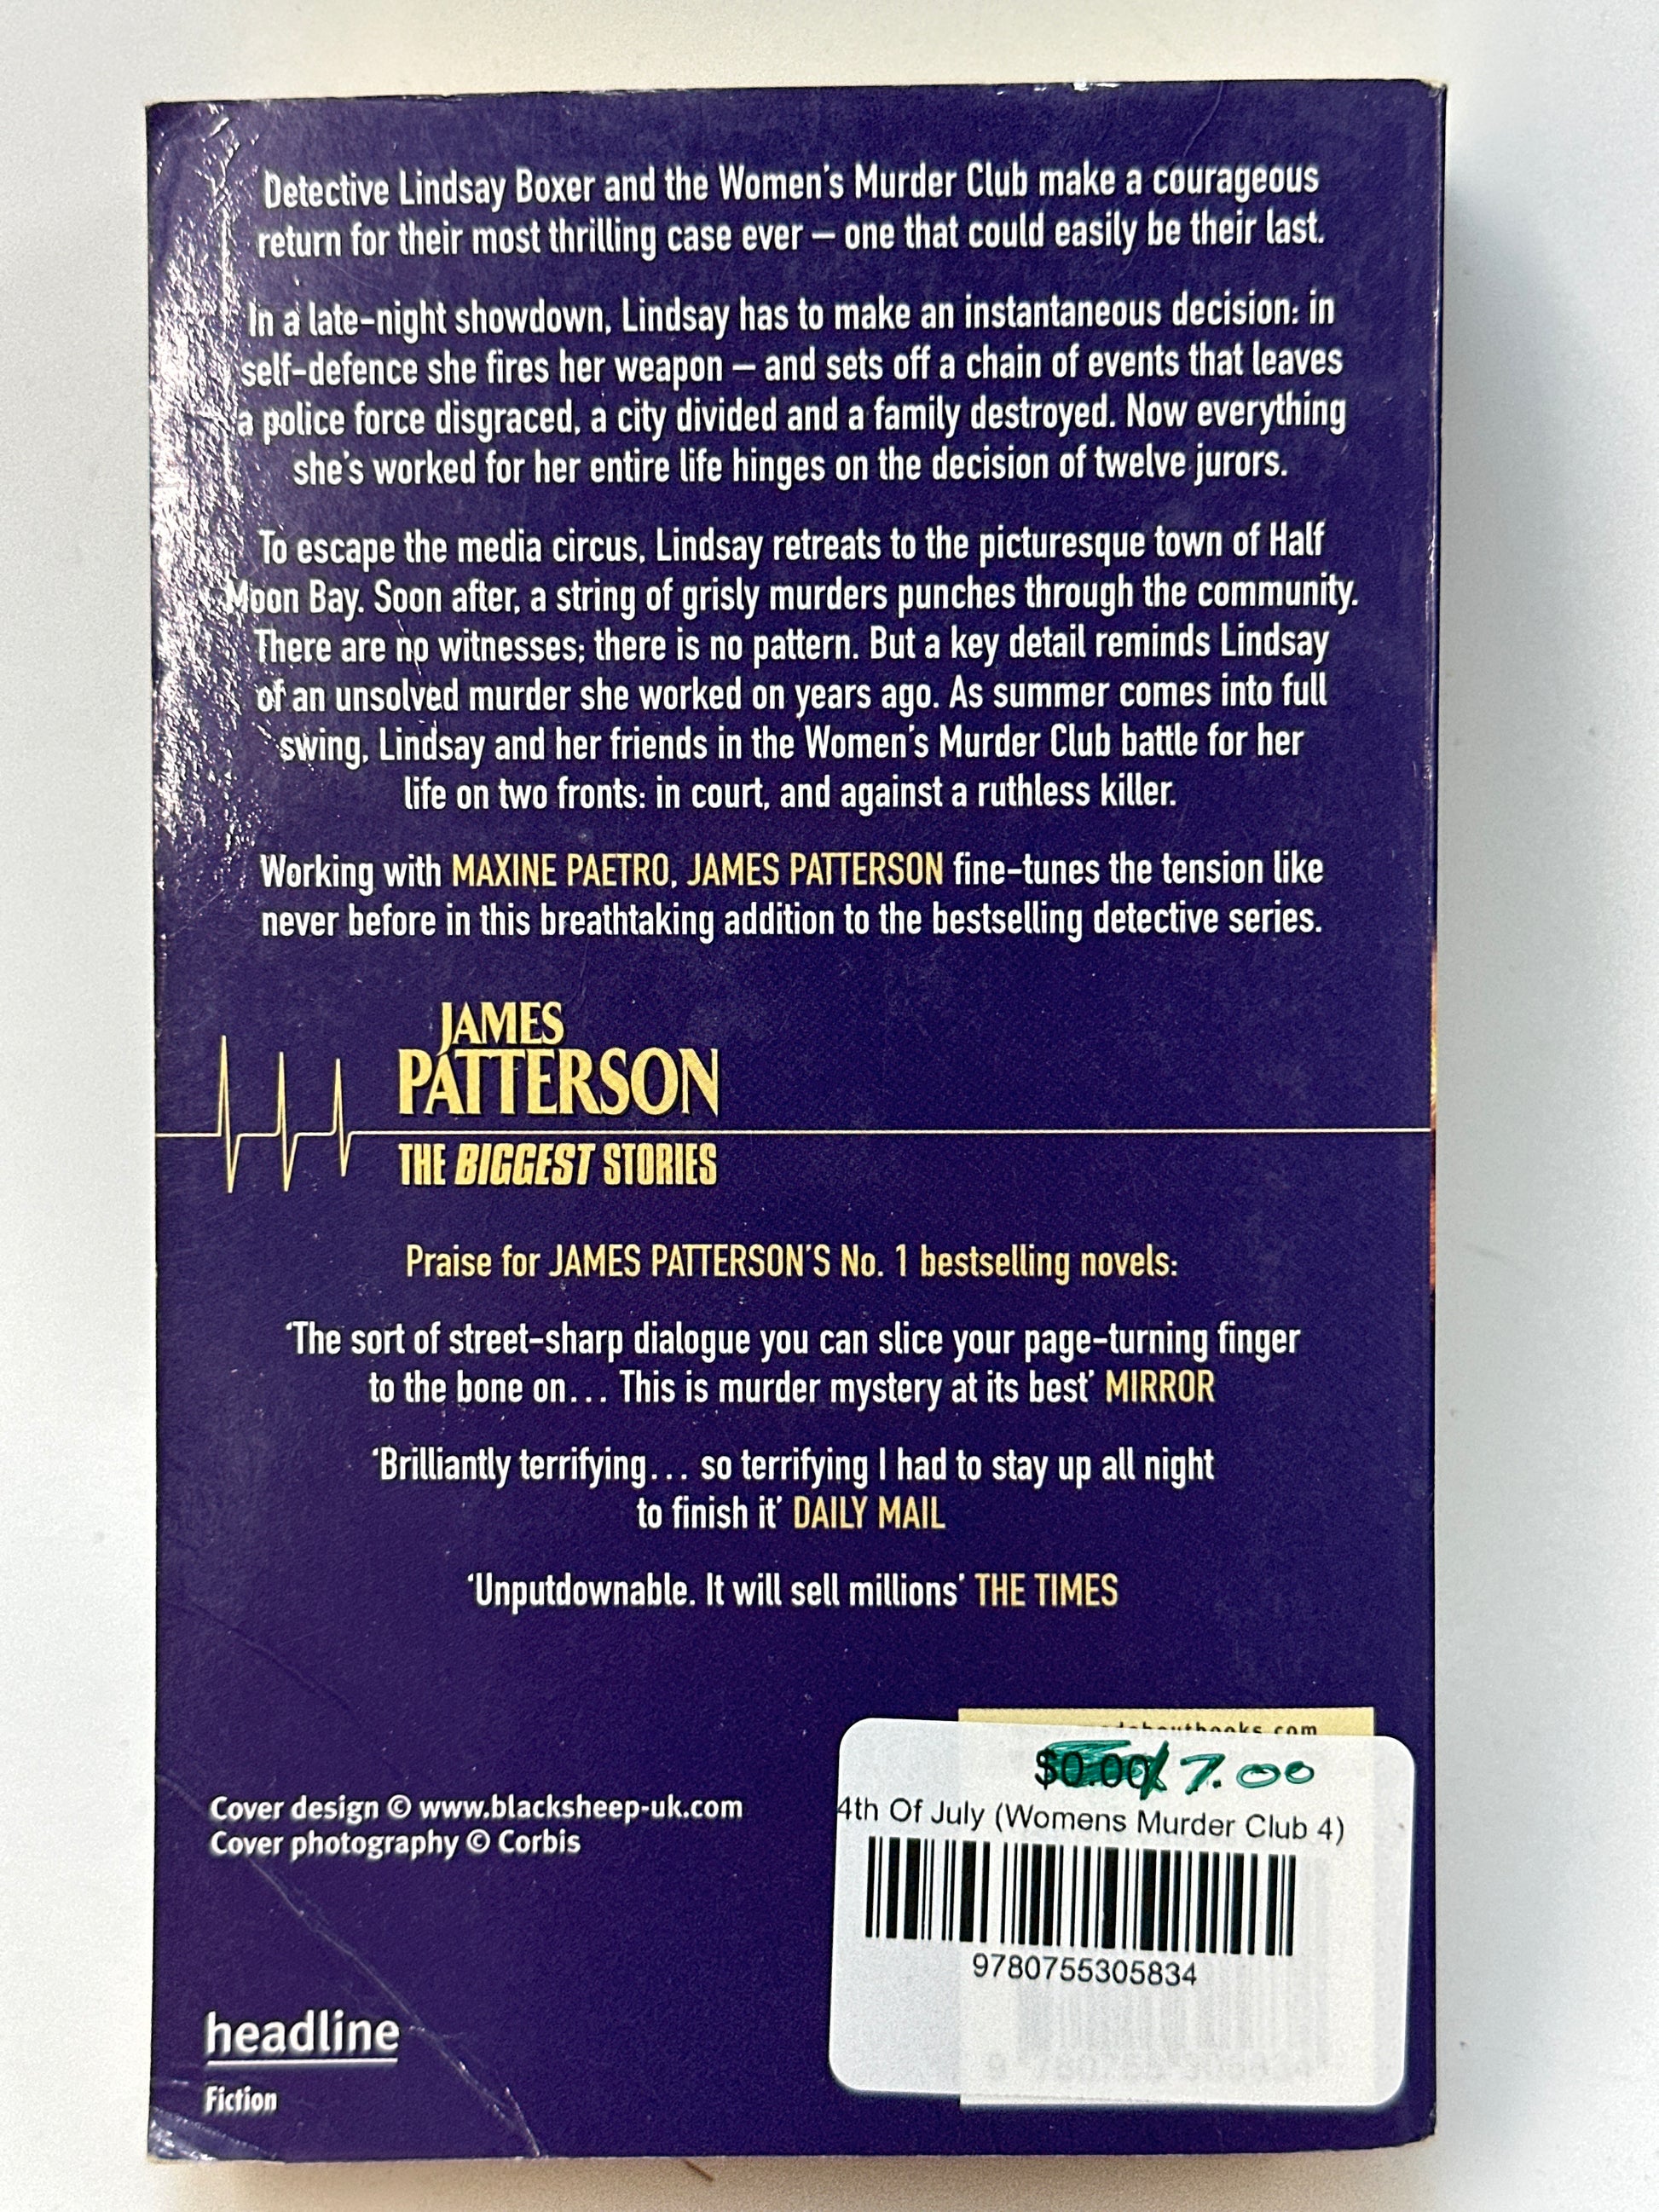 Detective Lindsay Boxer and the Women's Murder Club make a courageous
return for their most thrilling case ever – one that could easily be their last.
In a late-night showdown, Lindsay has to make an instantaneous decision: in
self-defence she fires her weapon – and sets off a chain of events that leaves
a police force disgraced, a city divided and a family destroyed. Now everything
she's worked for her entire life hinges on the decision of twelve jurors.
To escape the media circus, Lindsay retreats to the picturesque town of Half
Moon Bay. Soon after, a string of grisly murders punches through the community.
There are no witnesses; there is no pattern. But a key detail reminds Lindsay
of an unsolved murder she worked on years ago. As summer comes into full
swing, Lindsay and her friends in the Women's Murder Club battle for her
life on two fronts: in court, and against a ruthless killer.
Working with MAXINE PAETRO, JAMES PATTERSON fine-tunes the tension like
never before in this breathtaking addition to the bestselling detective series.
JAMES
PATTERSON
THE BIGGEST STORIES
Praise for JAMES PATTERSON'S No. 1 bestselling novels:
'The sort of street-sharp dialogue you can slice your page-turning finger
to the bone on... This is murder mystery at its best' MIRROR
'Brilliantly terrifying... so terrifying I had to stay up all night
to finish it' DAILY MAIL
'Unputdownable. It will sell millions' THE TIMES
$0.00 7.00
4th Of July (Womens Murder Club 4)
9780755305834
Cover design © www.blacksheep-uk.com
Cover photography © Corbis
headline
Fiction